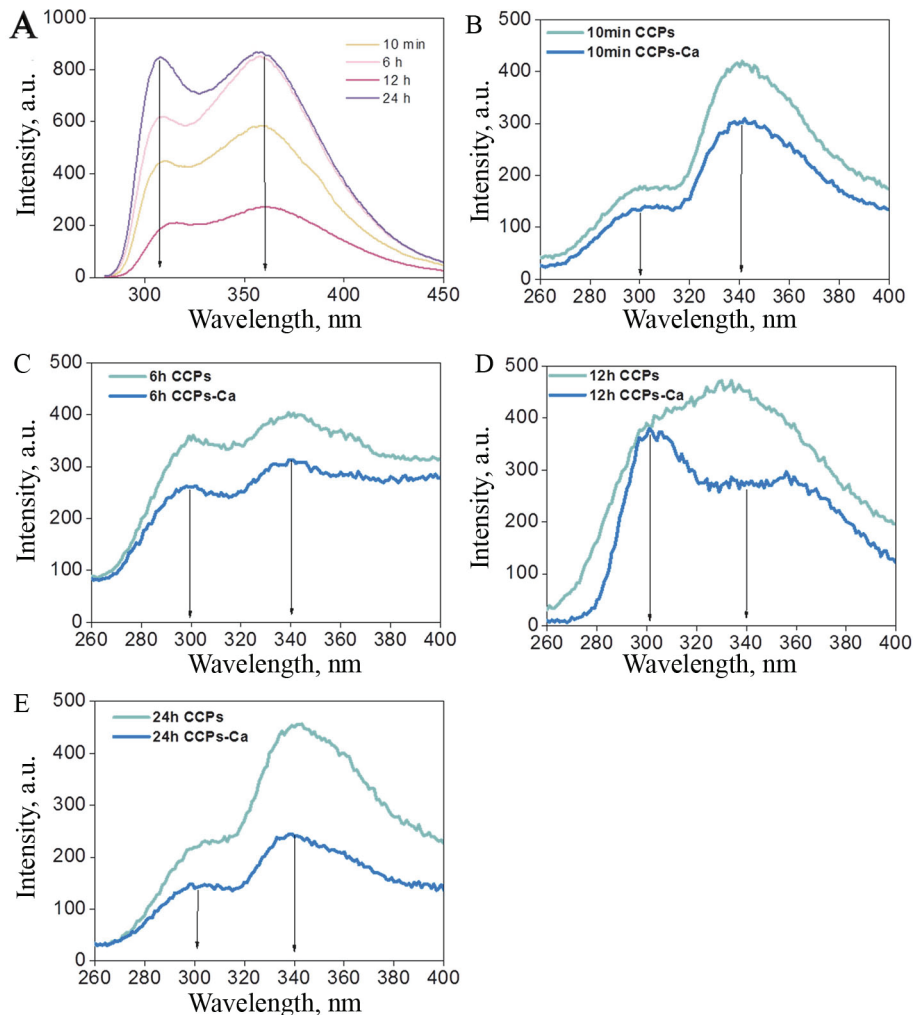 A
1000
800
600
400
200
0
Intensity, a.u.
10 min
6 h
12 h
24 h
300
350
400
450
Wavelength, nm
B
500
400
300
200
100
0
Intensity, a.u.
10min CCPs
10min CCPs-Ca
260
280
300
320
340
360
380
400
Wavelength, nm
C
500
400
300
200
100
0
Intensity, a.u.
6h CCPs
6h CCPs-Ca
260
280
300
320
340
360
380
400
Wavelength, nm
D
500
400
300
200
100
0
Intensity, a.u.
12h CCPs
12h CCPs-Ca
260
280
300
320
340
360
380
400
Wavelength, nm
E
500
400
300
200
100
0
Intensity, a.u.
24h CCPs
24h CCPs-Ca
260
280
300
320
340
360
380
400
Wavelength, nm